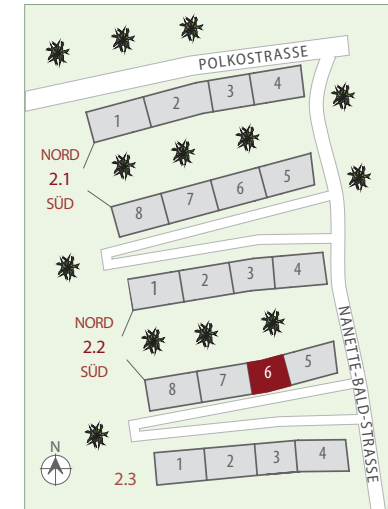 POLKOSTRASSE
1 2 3 4
NORD
2.1
SÜD
8 7 6 5
1 2 3 4
NORD
2.2
SÜD
8 7 6 5
NANETTE-BALD-STRASSE
N
2.3
1 2 3 4